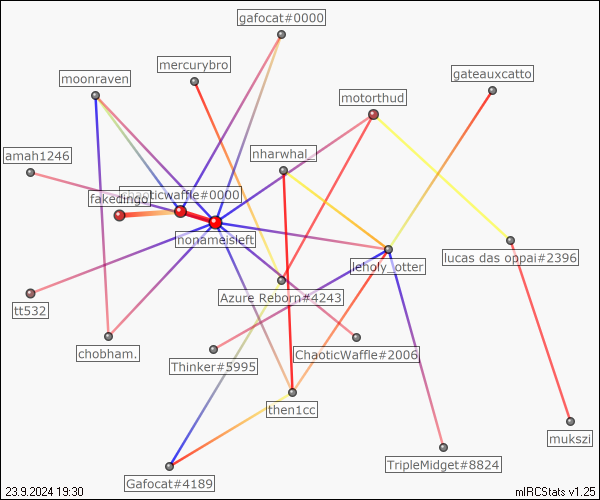 gafocat#0000
mercurybro
gateauxcatto
moonraven
motorthud
nharwhal_
amah1246
chaoticwaffle#0000
fakedingo
nonameisleft
lucas das oppai#2396
leholy_otter
Azure Reborn#4243
tt532
chobham.
ChaoticWaffle#2006
Thinker#5995
then1cc
mukszi
TripleMidget#8824
Gafocat#4189
23.9.2024 19:30
mIRCStats v1.25